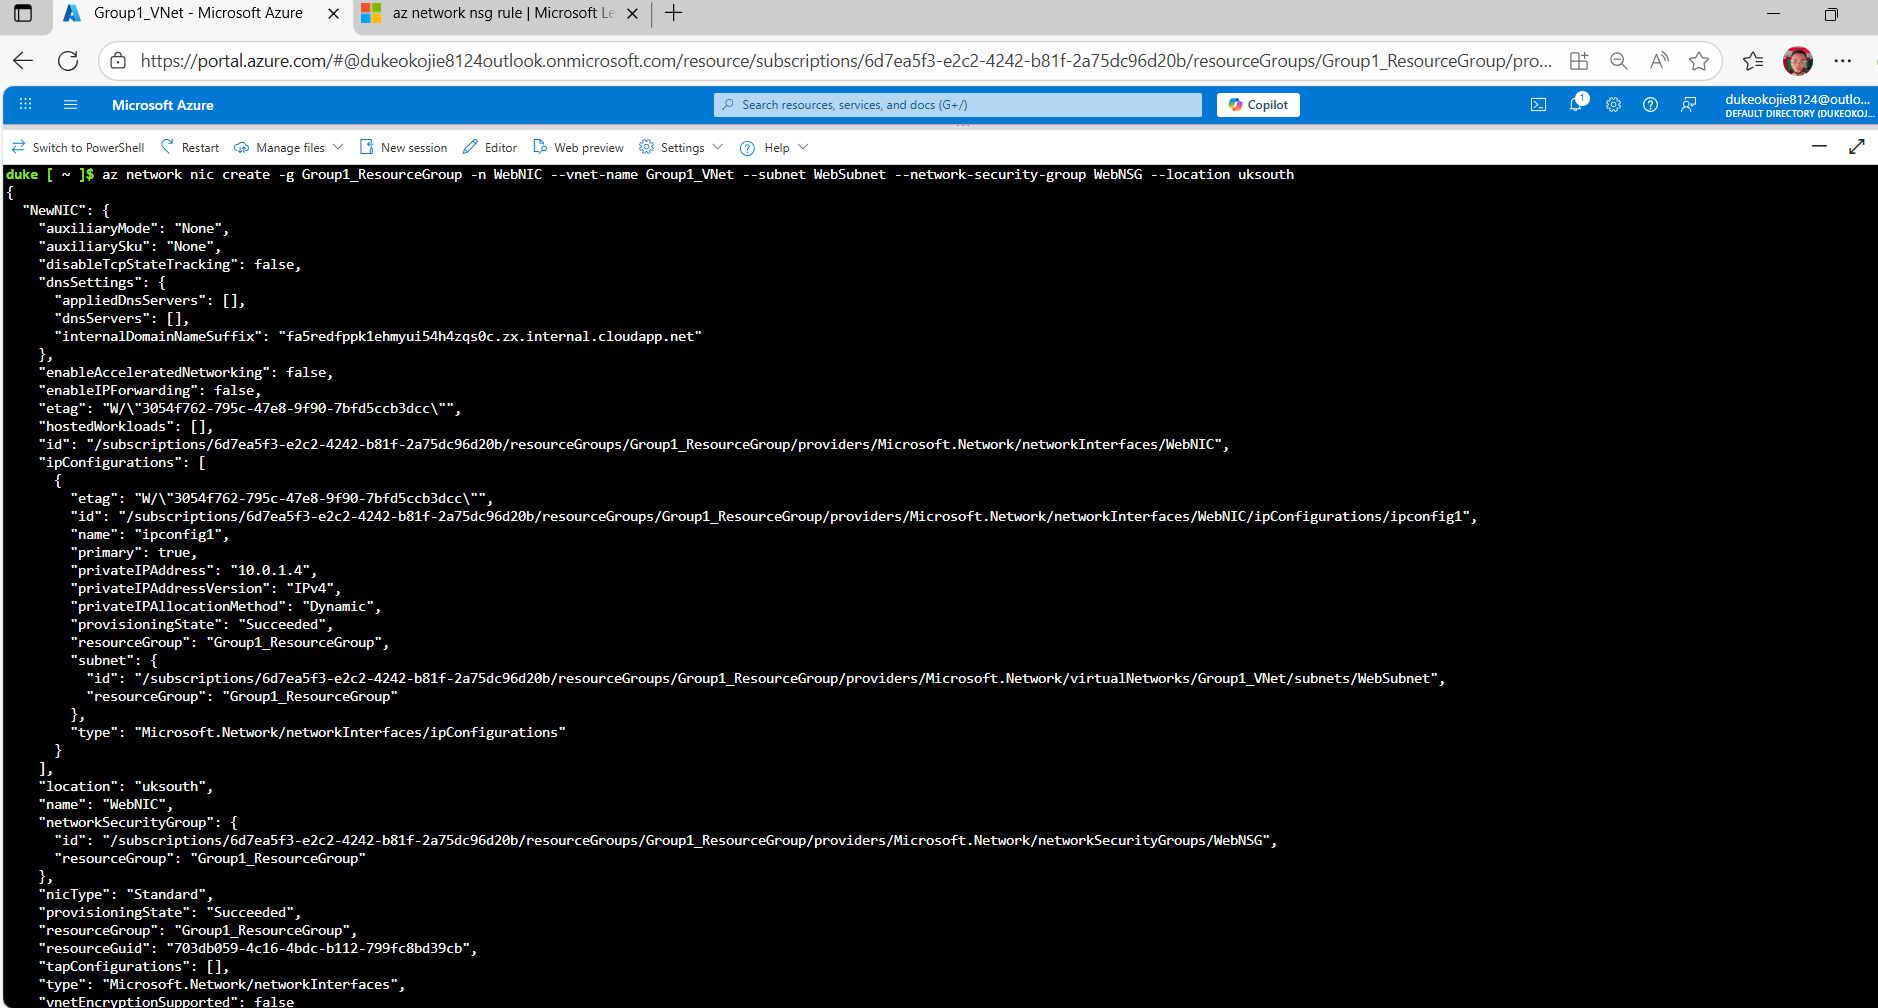 Group1_VNet - Microsoft Azure
az network nsg rule | Microsoft Le
https://portal.azure.com/#@dukeokojie8124outlook.onmicrosoft.com/resource/subscriptions/6d7ea5f3-e2c2-4242-b81f-2a75dc96d20b/resourceGroups/Group1_ResourceGroup/pro...
Microsoft Azure
Search resources, services, and docs (G+/)
Copilot
1
dukeokojie8124@outlo...
DEFAULT DIRECTORY (DUKEOKOJ...
Switch to PowerShell Restart Manage files New session Editor Web preview Settings Help
duke [ ~ ]$ az network nic create -g Group1_ResourceGroup -n WebNIC --vnet-name Group1_VNet --subnet WebSubnet --network-security-group WebNSG --location uksouth
{
"NewNIC": {
"auxiliaryMode": "None",
"auxiliarySku": "None",
"disableTcpStateTracking": false,
"dnsSettings": {
"appliedDnsServers": [],
"dnsServers": [],
"internalDomainNameSuffix": "fa5redfppk1ehmyui54h4zqs0c.zx.internal.cloudapp.net"
},
"enableAcceleratedNetworking": false,
"enableIPForwarding": false,
"etag": "W/\"3054f762-795c-47e8-9f90-7bfd5ccb3dcc\"",
"hostedWorkloads": [],
"id": "/subscriptions/6d7ea5f3-e2c2-4242-b81f-2a75dc96d20b/resourceGroups/Group1_ResourceGroup/providers/Microsoft.Network/networkInterfaces/WebNIC",
"ipConfigurations": [
{
"etag": "W/\"3054f762-795c-47e8-9f90-7bfd5ccb3dcc\"",
"id": "/subscriptions/6d7ea5f3-e2c2-4242-b81f-2a75dc96d20b/resourceGroups/Group1_ResourceGroup/providers/Microsoft.Network/networkInterfaces/WebNIC/ipConfigurations/ipconfig1",
"name": "ipconfig1",
"primary": true,
"privateIPAddress": "10.0.1.4",
"privateIPAddressVersion": "IPv4",
"privateIPAllocationMethod": "Dynamic",
"provisioningState": "Succeeded",
"resourceGroup": "Group1_ResourceGroup",
"subnet": {
"id": "/subscriptions/6d7ea5f3-e2c2-4242-b81f-2a75dc96d20b/resourceGroups/Group1_ResourceGroup/providers/Microsoft.Network/virtualNetworks/Group1_VNet/subnets/WebSubnet",
"resourceGroup": "Group1_ResourceGroup"
},
"type": "Microsoft.Network/networkInterfaces/ipConfigurations"
}
],
"location": "uksouth",
"name": "WebNIC",
"networkSecurityGroup": {
"id": "/subscriptions/6d7ea5f3-e2c2-4242-b81f-2a75dc96d20b/resourceGroups/Group1_ResourceGroup/providers/Microsoft.Network/networkSecurityGroups/WebNSG",
"resourceGroup": "Group1_ResourceGroup"
},
"nicType": "Standard",
"provisioningState": "Succeeded",
"resourceGroup": "Group1_ResourceGroup",
"resourceGuid": "703db059-4c16-4bdc-b112-799fc8bd39cb",
"tapConfigurations": [],
"type": "Microsoft.Network/networkInterfaces",
"vnetEncryptionSupported": false